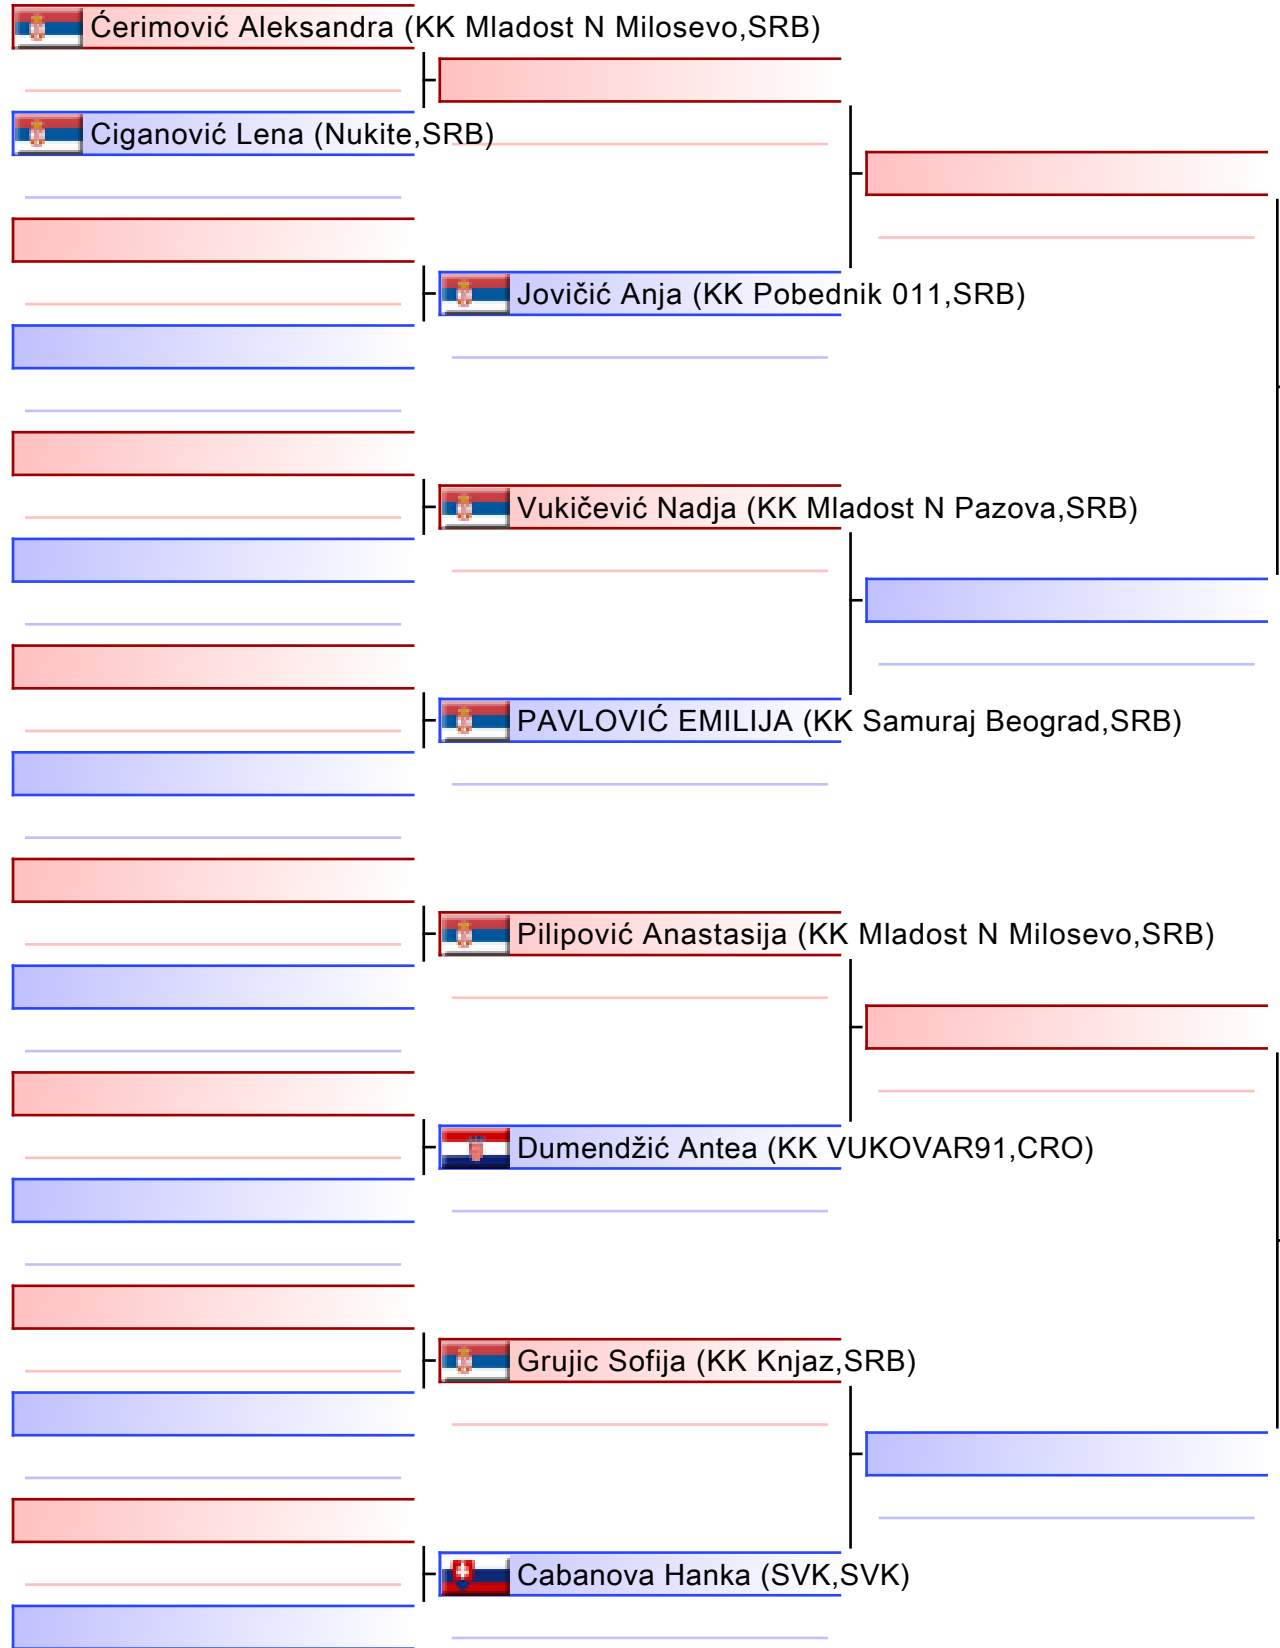 Ćerimović Aleksandra (KK Mladost N Milosevo,SRB)
Ciganović Lena (Nukite,SRB)
Jovičić Anja (KK Pobednik 011,SRB)
Vukičević Nadja (KK Mladost N Pazova,SRB)
PAVLOVIĆ EMILIJA (KK Samuraj Beograd,SRB)
Pilipović Anastasija (KK Mladost N Milosevo,SRB)
Dumendžić Antea (KK VUKOVAR91,CRO)
Grujic Sofija (KK Knjaz,SRB)
Cabanova Hanka (SVK,SVK)